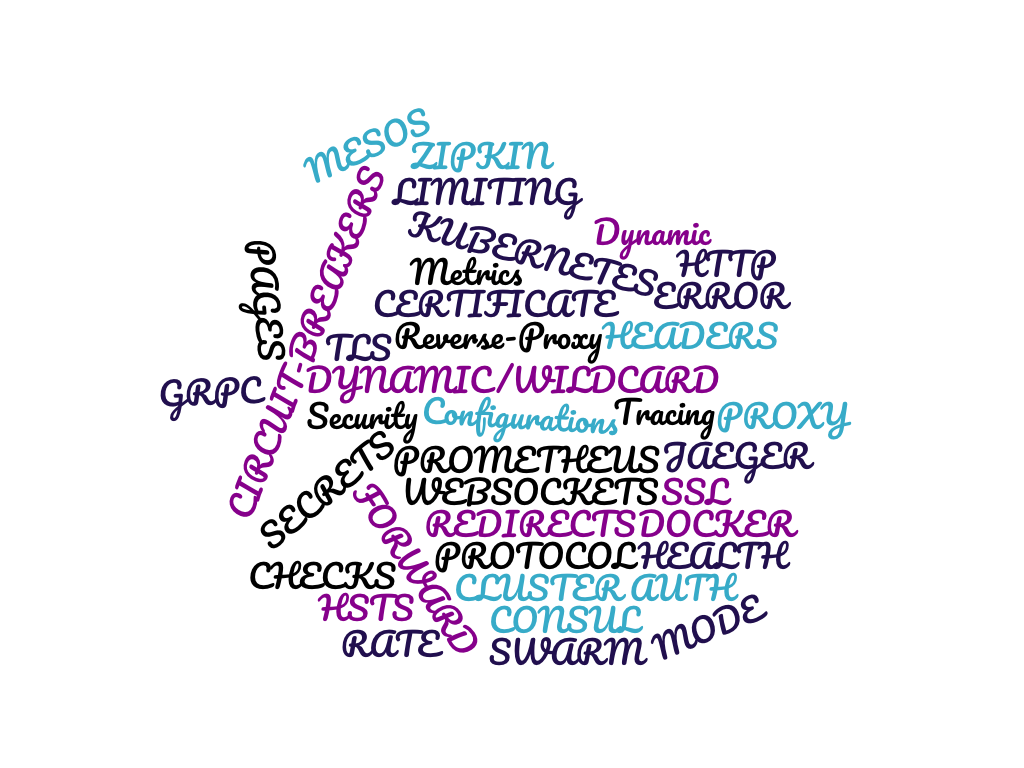 MESOS
ZIPKIN
LIMITING
CIRCUIT-BREAKERS
KUBERNETES
Dynamic
PAGES
HTTP
Metrics
ERROR
CERTIFICATE
TLS
Reverse-Proxy
HEADERS
DYNAMIC/WILDCARD
GRPC
Security
Configurations
Tracing
PROXY
SECRETS
PROMETHEUS
JAEGER
WEBSOCKETS
SSL
FORWARD
REDIRECTS
DOCKER
PROTOCOL
HEALTH
CHECKS
CLUSTER
AUTH
HSTS
CONSUL
MODE
RATE
SWARM